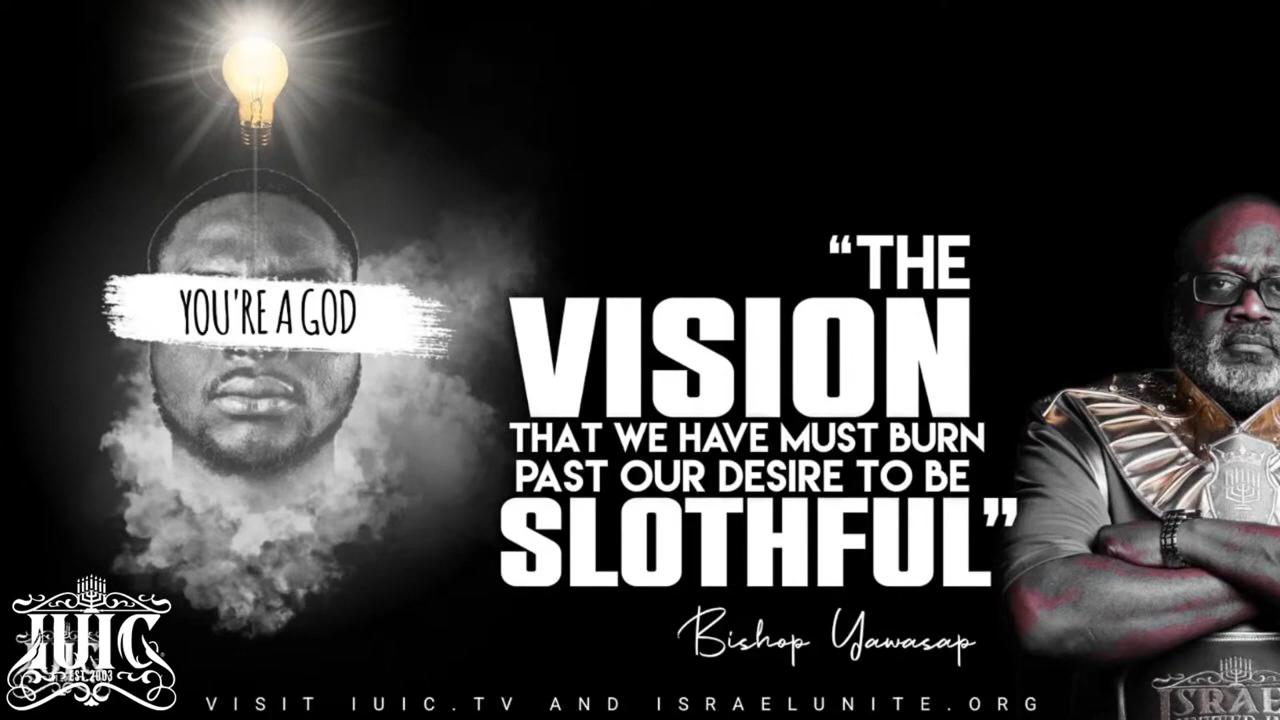 YOU'RE A GOD
“THE
VISION
THAT WE HAVE MUST BURN
PAST OUR DESIRE TO BE
SLOTHFUL”
Bishop Yawasap
IUIC
EST. 2003
VISIT IUIC.TV AND ISRAELUNITE.ORG